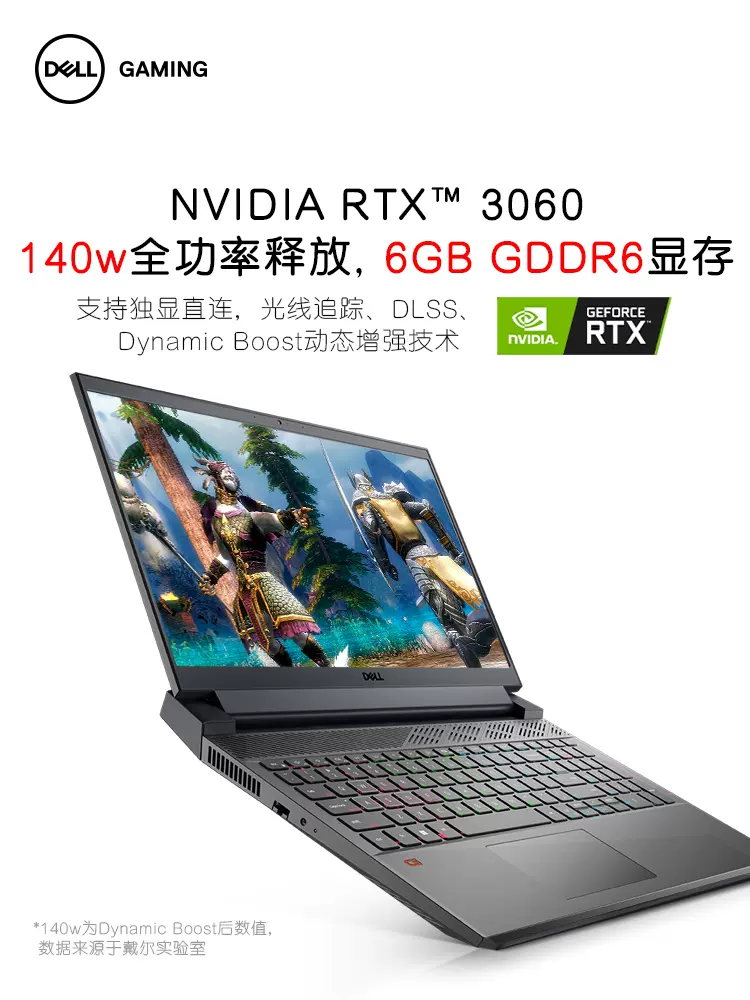 DELL GAMING
NVIDIA RTX™ 3060
140w全功率释放, 6GB GDDR6显存
支持独显直连，光线追踪、DLSS、
Dynamic Boost动态增强技术
NVIDIA. GEFORCE RTX™
DELL
*140w为Dynamic Boost后数值，
数据来源于戴尔实验室